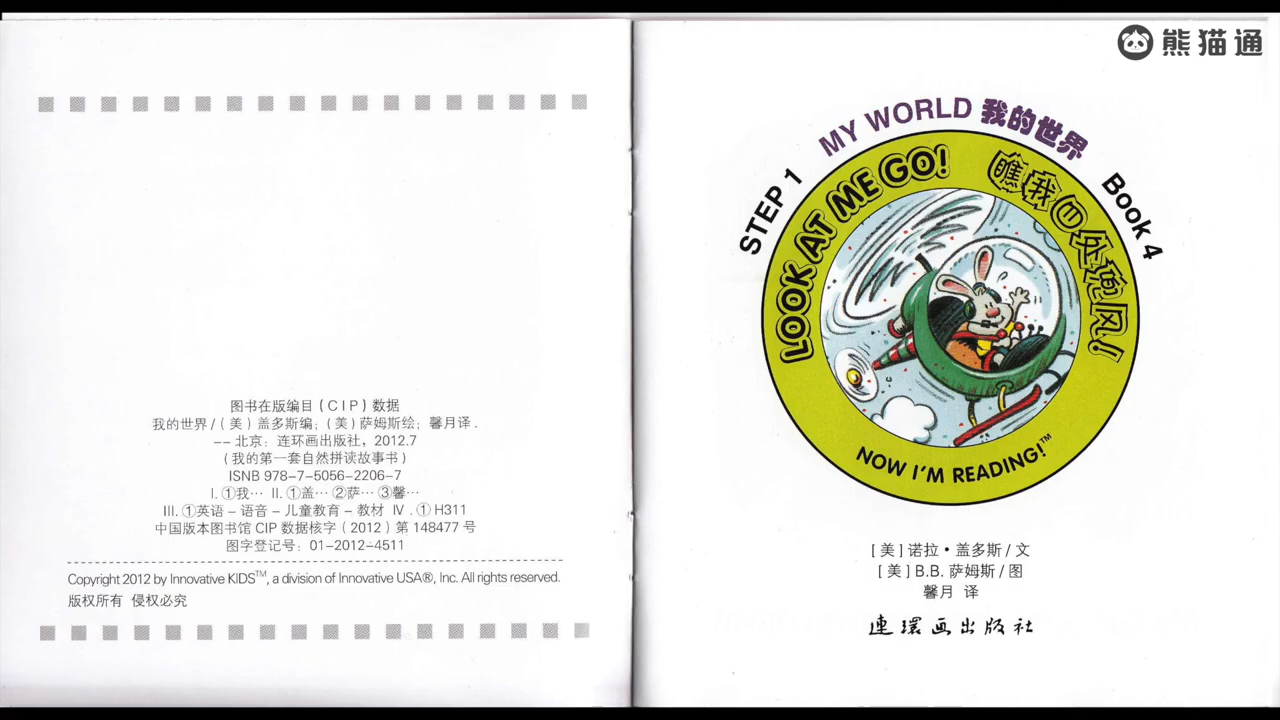 图书在版编目（CIP）数据
我的世界/（美）盖多斯编；（美）萨姆斯绘；馨月译.
-- 北京：连环画出版社，2012.7
（我的第一套自然拼读故事书）
ISNB 978-7-5056-2206-7
I. ①我… II. ①盖… ②萨… ③馨…
III. ①英语－语音－儿童教育－教材 IV . ① H311
中国版本图书馆 CIP 数据核字（2012）第 148477 号
图字登记号：01-2012-4511
Copyright 2012 by Innovative KIDS™, a division of Innovative USA®, Inc. All rights reserved.
版权所有 侵权必究
熊猫通
MY WORLD 我的世界
STEP 1
Book 4
LOOK AT ME GO! 瞧我四处兜风！
NOW I'M READING!™
［美］诺拉·盖多斯/文
［美］B.B. 萨姆斯/图
馨月 译
連環画出版社